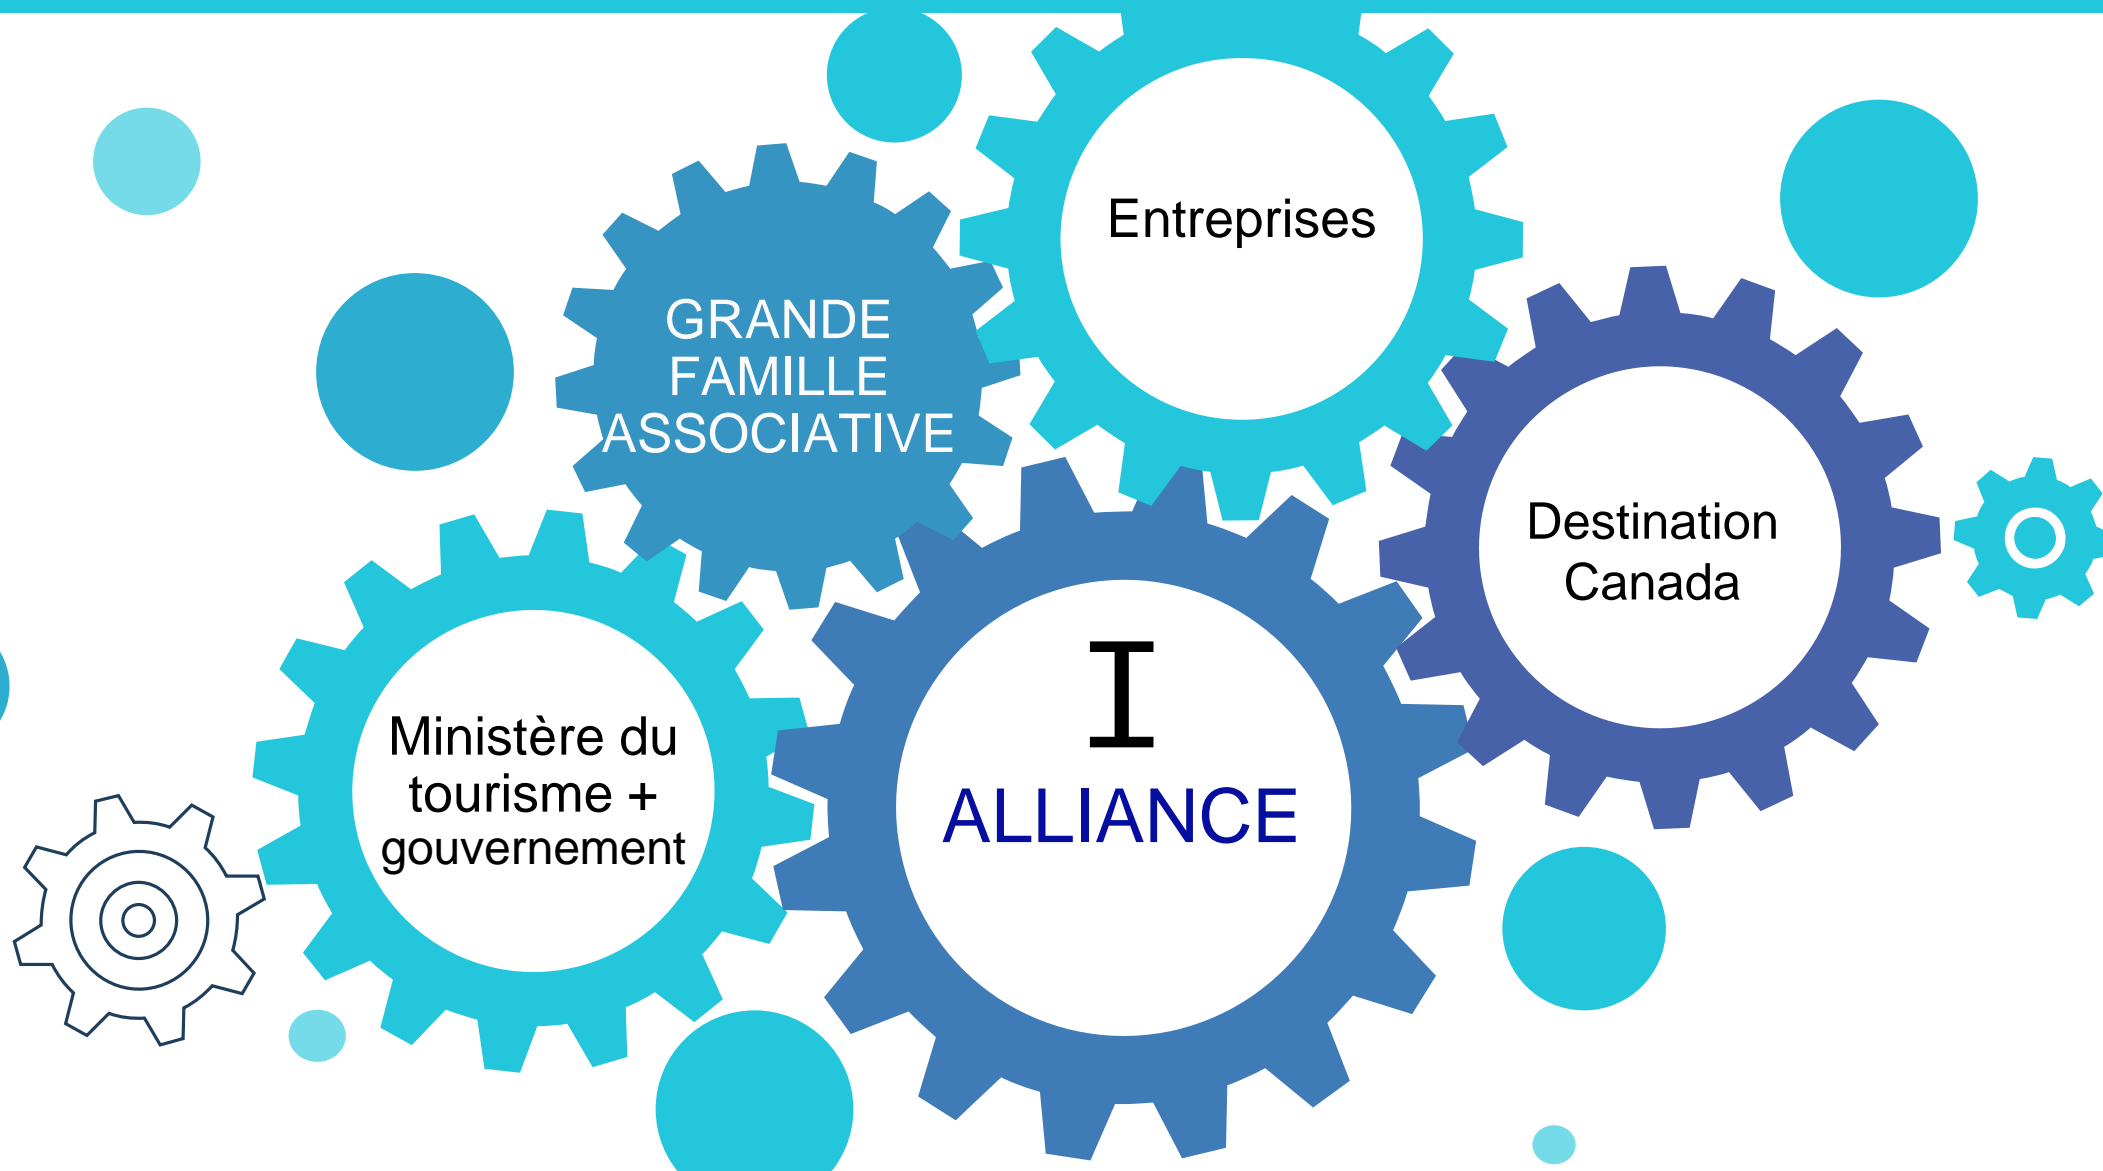 Entreprises
GRANDE
FAMILLE
ASSOCIATIVE
Destination
Canada
Ministère du
tourisme +
gouvernement
I
ALLIANCE